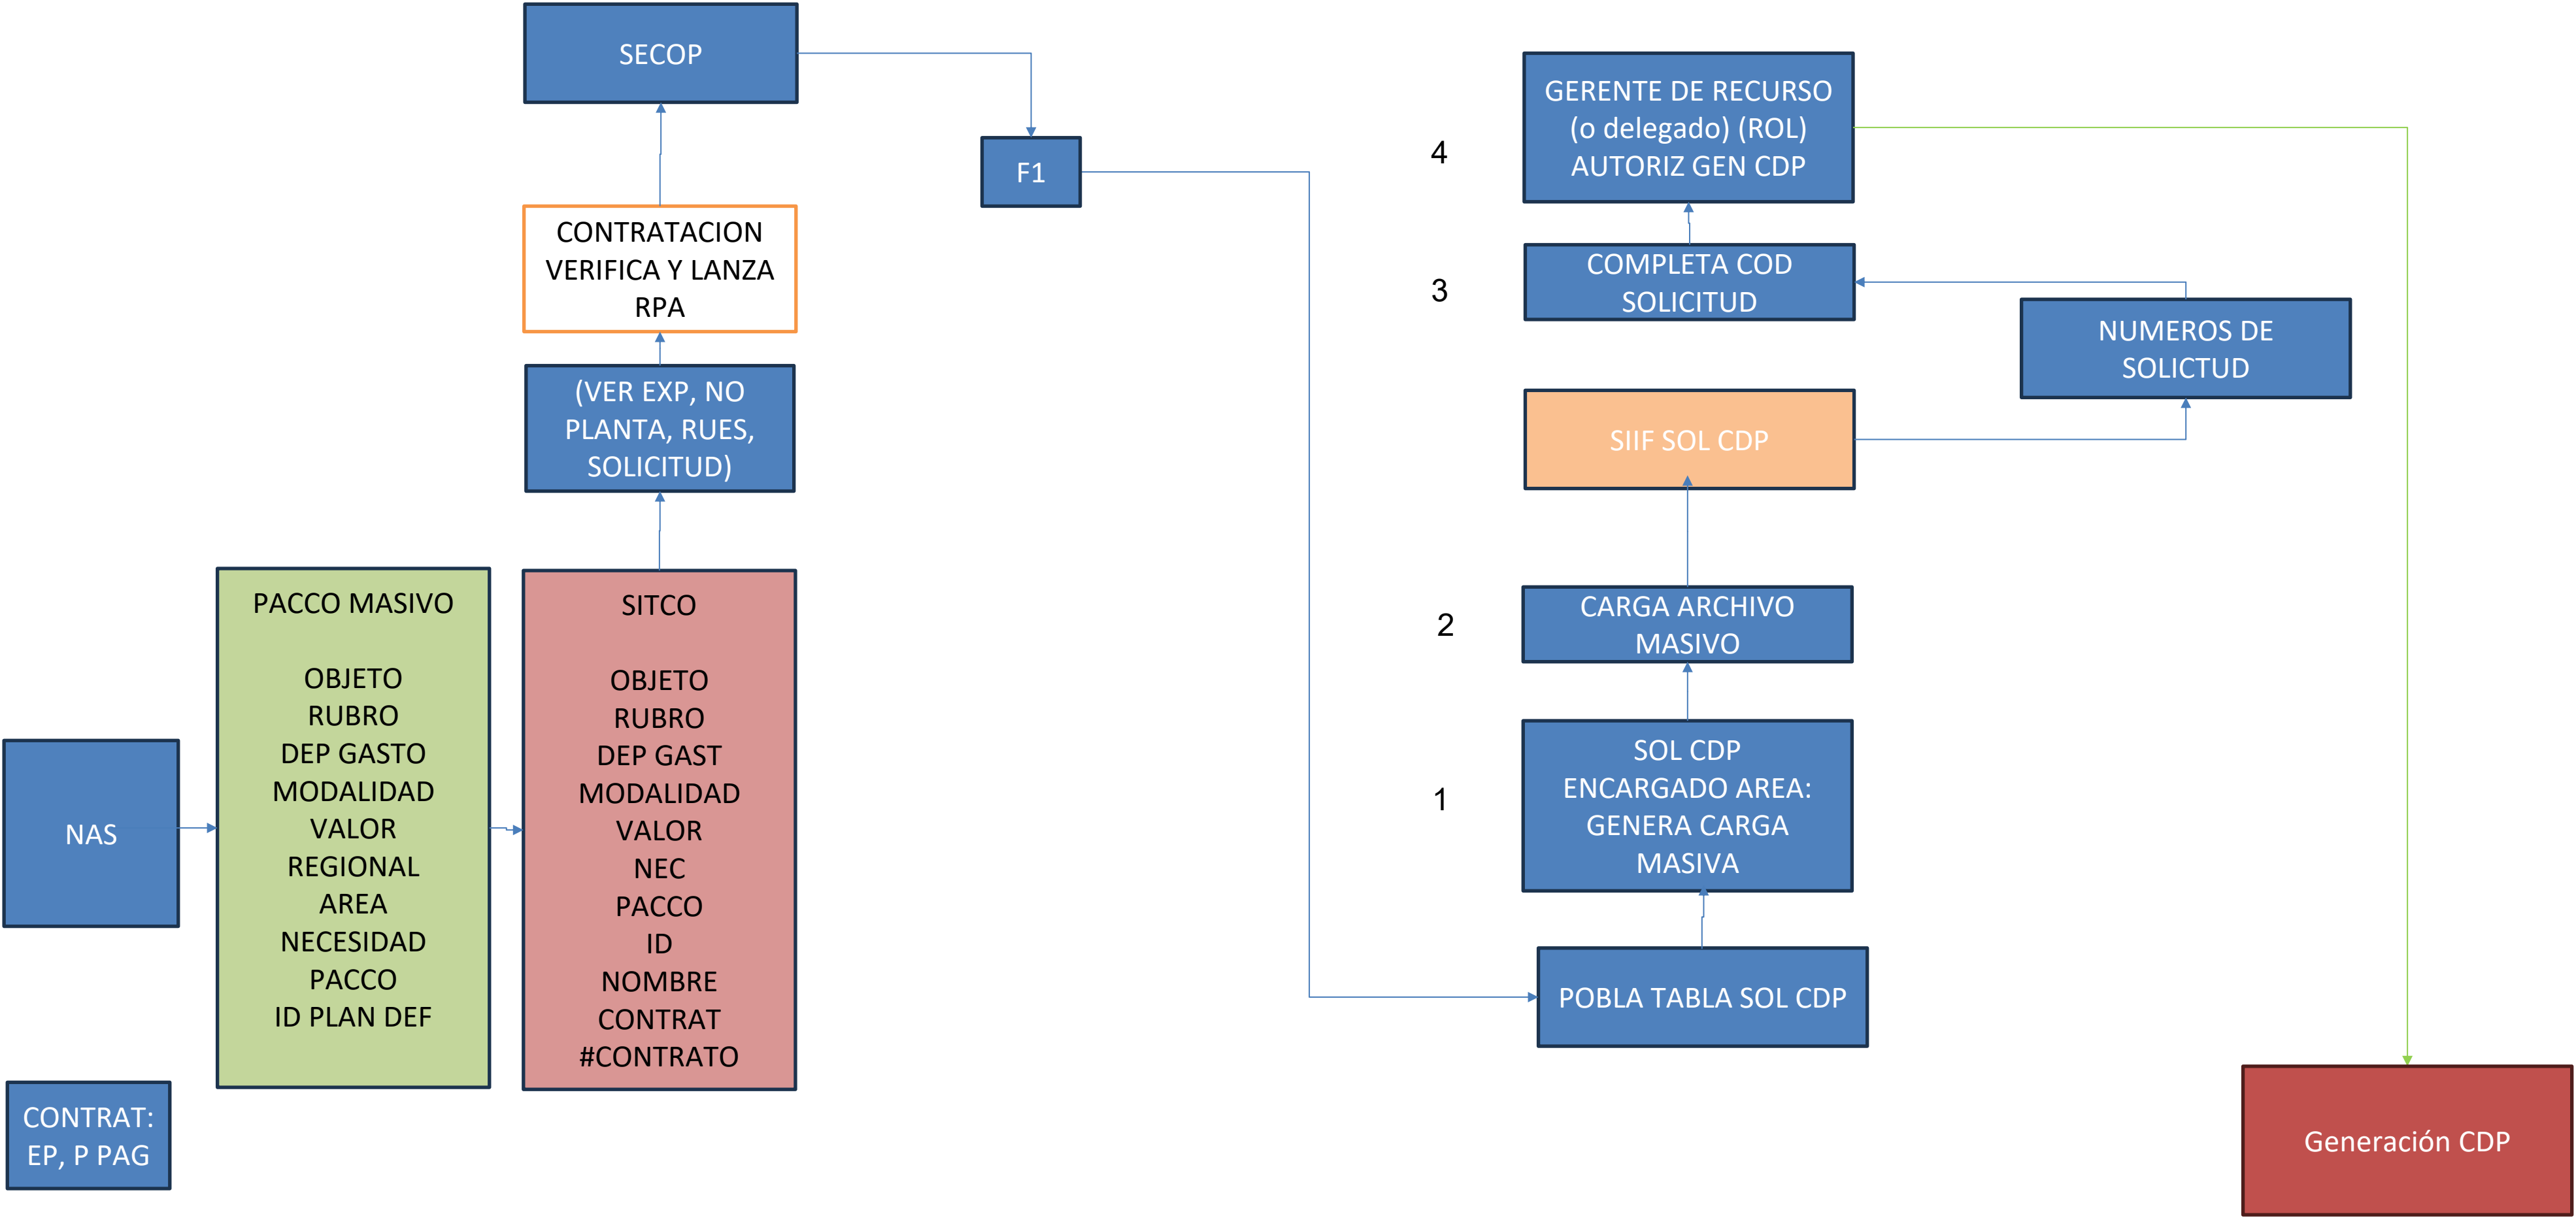 SECOP
F1
CONTRATACION
VERIFICA Y LANZA
RPA
(VER EXP, NO
PLANTA, RUES,
SOLICITUD)
PACCO MASIVO
OBJETO
RUBRO
DEP GASTO
MODALIDAD
VALOR
REGIONAL
AREA
NECESIDAD
PACCO
ID PLAN DEF
SITCO
OBJETO
RUBRO
DEP GAST
MODALIDAD
VALOR
NEC
PACCO
ID
NOMBRE
CONTRAT
#CONTRATO
NAS
CONTRAT:
EP, P PAG
4
GERENTE DE RECURSO
(o delegado) (ROL)
AUTORIZ GEN CDP
3
COMPLETA COD
SOLICITUD
NUMEROS DE
SOLICTUD
SIIF SOL CDP
2
CARGA ARCHIVO
MASIVO
1
SOL CDP
ENCARGADO AREA:
GENERA CARGA
MASIVA
POBLA TABLA SOL CDP
Generación CDP